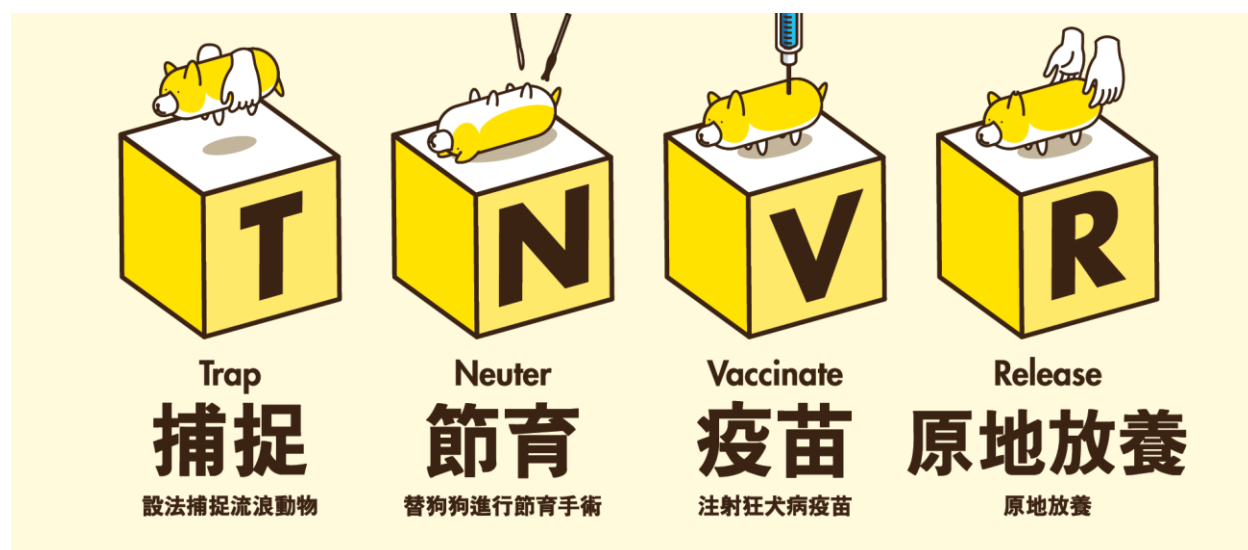 T N V R
Trap Neuter Vaccinate Release
捕捉 節育 疫苗 原地放養
設法捕捉流浪動物 替狗狗進行節育手術 注射狂犬病疫苗 原地放養